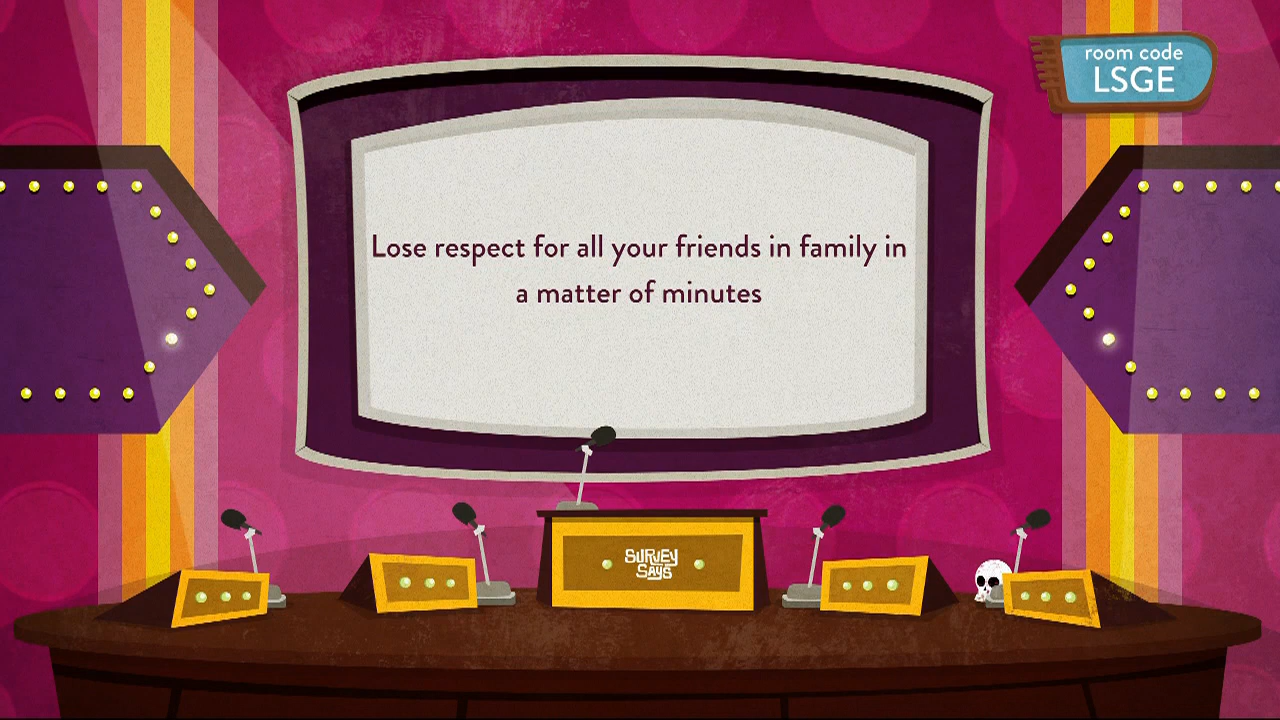 room code
LSGE
Lose respect for all your friends in family in
a matter of minutes
SURVEY
SAYS